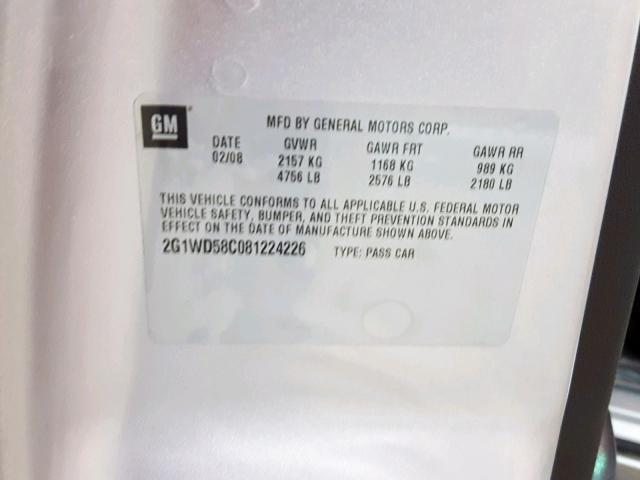 GM
MFD BY GENERAL MOTORS CORP.
DATE GVWR GAWR FRT GAWR RR
02/08 2157 KG 1168 KG 989 KG
4756 LB 2576 LB 2180 LB
THIS VEHICLE CONFORMS TO ALL APPLICABLE U.S. FEDERAL MOTOR
VEHICLE SAFETY, BUMPER, AND THEFT PREVENTION STANDARDS IN
EFFECT ON THE DATE OF MANUFACTURE SHOWN ABOVE.
2G1WD58C081224226 TYPE: PASS CAR